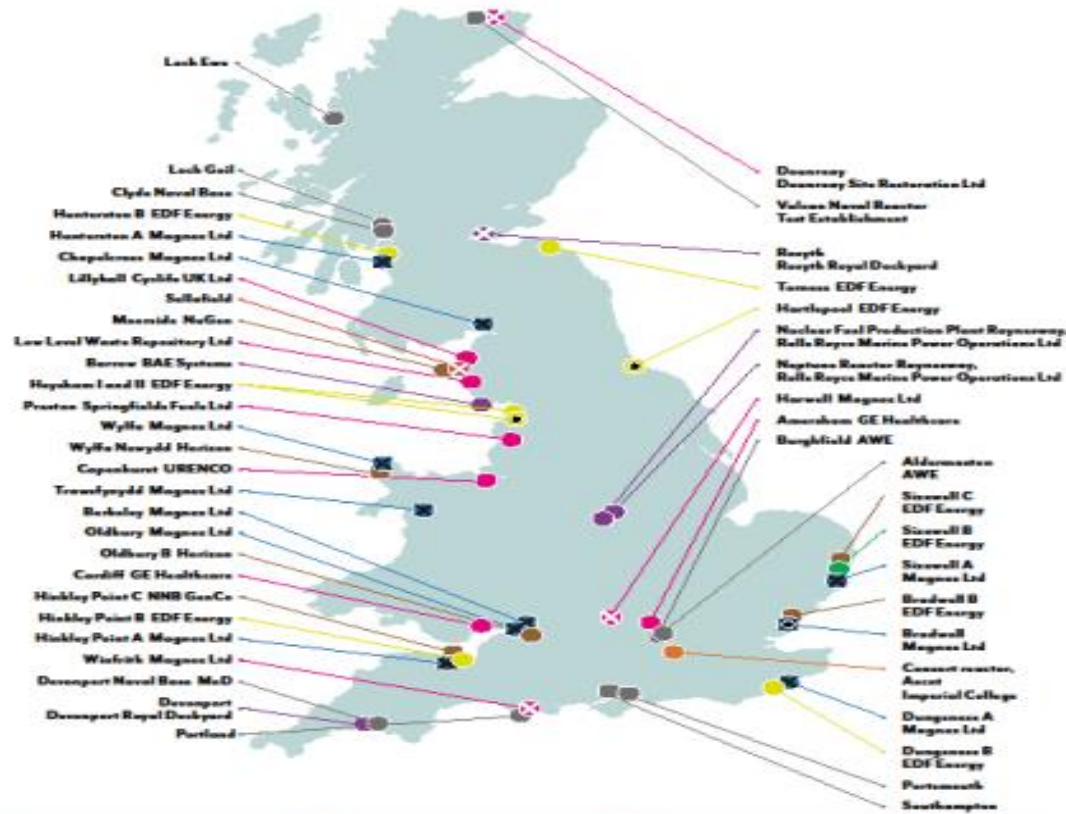 Loch Ewe
Loch Goil
Clyde Naval Base
Hunterston B EDF Energy
Hunterston A Magnox Ltd
Chapelcross Magnox Ltd
Lillyhall Cyclife UK Ltd
Sellafield
Moorside NuGen
Low Level Waste Repository Ltd
Barrow BAE Systems
Heysham I and II EDF Energy
Preston Springfields Fuels Ltd
Wylfa Magnox Ltd
Wylfa Newydd Horizon
Capenhurst URENCO
Trawsfynydd Magnox Ltd
Berkeley Magnox Ltd
Oldbury Magnox Ltd
Oldbury B Horizon
Cardiff GE Healthcare
Hinkley Point C NNB GenCo
Hinkley Point B EDF Energy
Hinkley Point A Magnox Ltd
Winfrith Magnox Ltd
Devonport Naval Base MoD
Devonport
Devonport Royal Dockyard
Portland
Dounreay
Dounreay Site Restoration Ltd
Vulcan Naval Reactor
Test Establishment
Rosyth
Rosyth Royal Dockyard
Torness EDF Energy
Hartlepool EDF Energy
Nuclear Fuel Production Plant Raynesway,
Rolls Royce Marine Power Operations Ltd
Neptune Reactor Raynesway,
Rolls Royce Marine Power Operations Ltd
Harwell Magnox Ltd
Amersham GE Healthcare
Burghfield AWE
Aldermaston
AWE
Sizewell C
EDF Energy
Sizewell B
EDF Energy
Sizewell A
Magnox Ltd
Bradwell B
EDF Energy
Bradwell
Magnox Ltd
Consort reactor,
Ascot
Imperial College
Dungeness A
Magnox Ltd
Dungeness B
EDF Energy
Portsmouth
Southampton